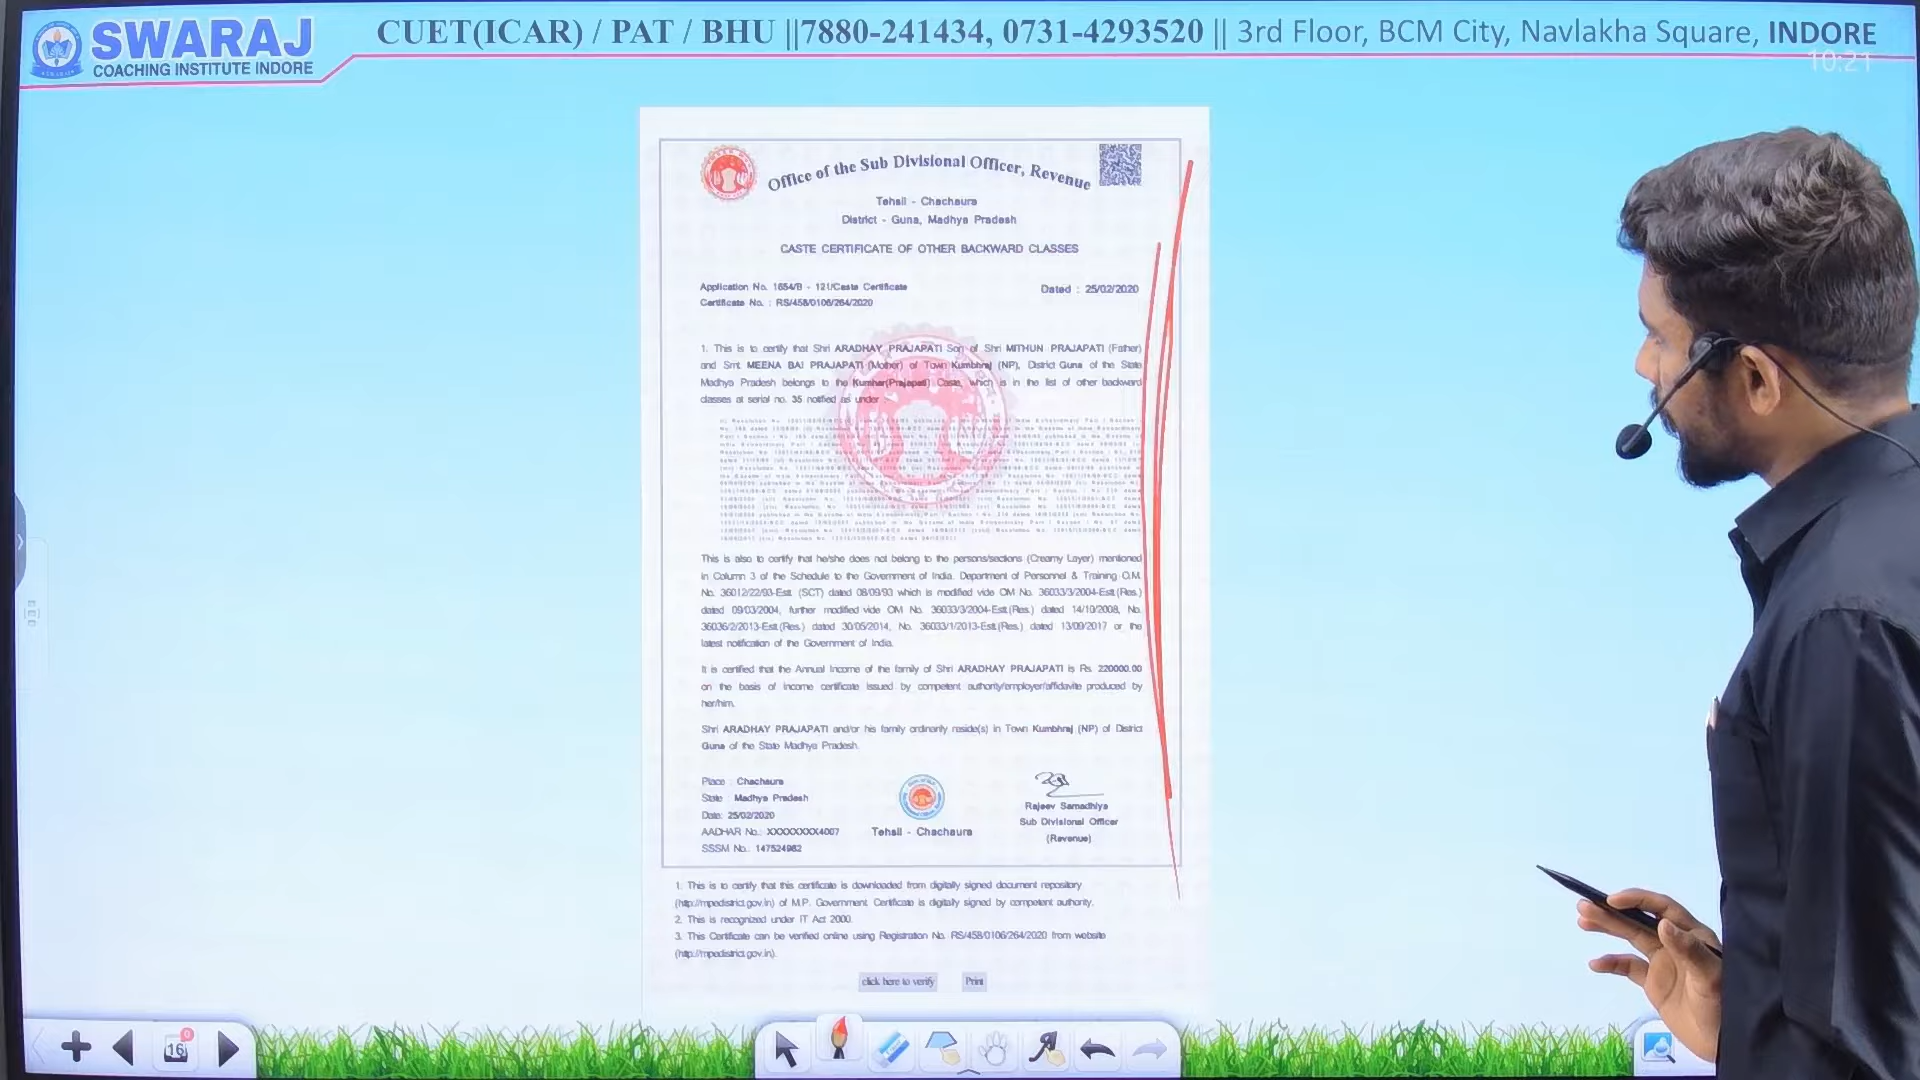 SWARAJ
COACHING INSTITUTE INDORE
CUET(ICAR) / PAT / BHU ||7880-241434, 0731-4293520 || 3rd Floor, BCM City, Navlakha Square, INDORE
10:21
Office of the Sub Divisional Officer, Revenue
Tehsil - Chachaura
District - Guna, Madhya Pradesh
CASTE CERTIFICATE OF OTHER BACKWARD CLASSES
Application No. 1654/B - 121/Caste Certificate
Dated : 25/02/2020
Certificate No. : RS/458/0106/264/2020
1. This is to certify that Shri ARADHAY PRAJAPATI Son of Shri MITHUN PRAJAPATI (Father)
and Smt. MEENA BAI PRAJAPATI (Mother) of Town Kumbhraj (NP), District Guna of the State
Madhya Pradesh belongs to the Kumhar(Prajapati) Caste, which is in the list of other backward
classes at serial no. 35 notified as under :
This is also to certify that he/she does not belong to the persons/sections (Creamy Layer) mentioned
in Column 3 of the Schedule to the Government of India. Department of Personnel & Training O.M.
No. 36012/22/93-Estt. (SCT) dated 08/09/93 which is modified vide OM No. 36033/3/2004-Estt.(Res.)
dated 09/03/2004, further modified vide OM No. 36033/3/2004-Estt.(Res.) dated 14/10/2008, No.
36036/2/2013-Estt.(Res.) dated 30/05/2014, No. 36033/1/2013-Estt.(Res.) dated 13/09/2017 or the
latest notification of the Government of India.
It is certified that the Annual Income of the family of Shri ARADHAY PRAJAPATI is Rs. 220000.00
on the basis of income certificate issued by competent authority/employer/affidavite produced by
her/him.
Shri ARADHAY PRAJAPATI and/or his family ordinarily reside(s) in Town Kumbhraj (NP) of District
Guna of the State Madhya Pradesh.
Place : Chachaura
State : Madhya Pradesh
Date: 25/02/2020
AADHAR No.: XXXXXXXX4007
SSSM No.: 147524982
Tehsil - Chachaura
Rajeev Samadhiya
Sub Divisional Officer
(Revenue)
1. This is to certify that this certificate is downloaded from digitally signed document repository
(http://mpedistrict.gov.in) of M.P. Government. Certificate is digitally signed by competent authority.
2. This is recognized under IT Act 2000.
3. This Certificate can be verified online using Registration No. RS/458/0106/264/2020 from website
(http://mpedistrict.gov.in).
click here to verify
Print
16
0